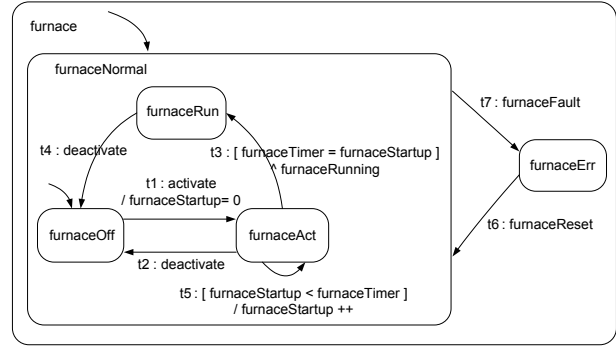 furnace
furnaceNormal
furnaceRun
t7 : furnaceFault
t4 : deactivate
t3 : [ furnaceTimer = furnaceStartup ]
^ furnaceRunning
furnaceErr
t1 : activate
/ furnaceStartup= 0
furnaceOff
furnaceAct
t6 : furnaceReset
t2 : deactivate
t5 : [ furnaceStartup < furnaceTimer ]
/ furnaceStartup ++